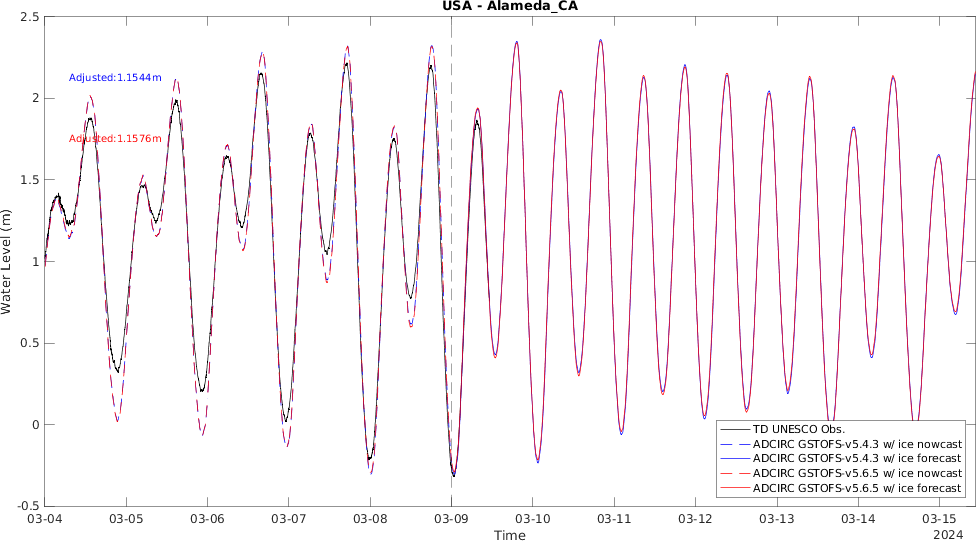 USA - Alameda_CA
2.5
2
1.5
1
0.5
0
-0.5
Water Level (m)
Adjusted:1.1544m
Adjusted:1.1576m
TD UNESCO Obs.
ADCIRC GSTOFS-v5.4.3 w/ ice nowcast
ADCIRC GSTOFS-v5.4.3 w/ ice forecast
ADCIRC GSTOFS-v5.6.5 w/ ice nowcast
ADCIRC GSTOFS-v5.6.5 w/ ice forecast
03-04 03-05 03-06 03-07 03-08 03-09 03-10 03-11 03-12 03-13 03-14 03-15
Time
2024